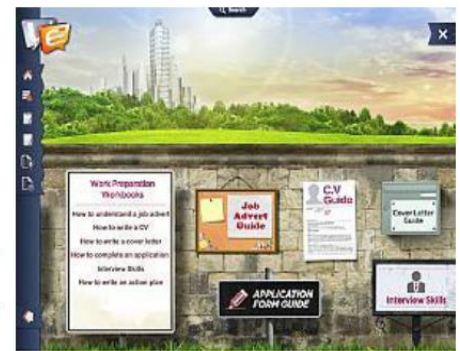 Search
Work Preparation
Workbooks
How to understand a job advert
How to write a CV
How to write a cover letter
How to complete an application
Interview Skills
How to write an action plan
Job
Advert
Guide
C.V
Guide
Cover Letter
Guide
APPLICATION
FORM GUIDE
Interview Skills